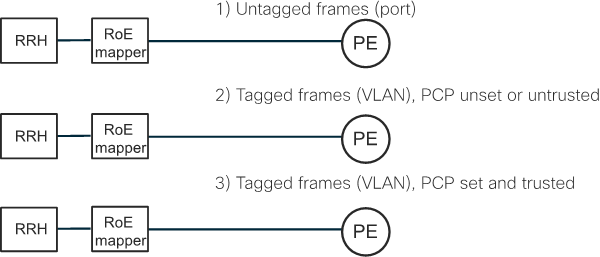 1) Untagged frames (port)
RRH
RoE
mapper
PE
2) Tagged frames (VLAN), PCP unset or untrusted
RRH
RoE
mapper
PE
3) Tagged frames (VLAN), PCP set and trusted
RRH
RoE
mapper
PE